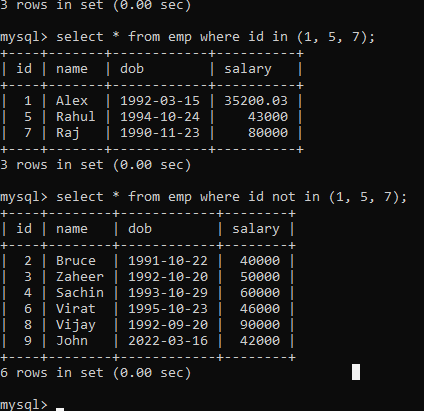 3 rows in set (0.00 sec)
mysql> select * from emp where id in (1, 5, 7);
+----+-------+------------+----------+
| id | name  | dob        | salary   |
+----+-------+------------+----------+
|  1 | Alex  | 1992-03-15 | 35200.03 |
|  5 | Rahul | 1994-10-24 |    43000 |
|  7 | Raj   | 1990-11-23 |    80000 |
+----+-------+------------+----------+
3 rows in set (0.00 sec)
mysql> select * from emp where id not in (1, 5, 7);
+----+--------+------------+--------+
| id | name   | dob        | salary |
+----+--------+------------+--------+
|  2 | Bruce  | 1991-10-22 |  40000 |
|  3 | Zaheer | 1992-10-20 |  50000 |
|  4 | Sachin | 1993-10-29 |  60000 |
|  6 | Virat  | 1995-10-23 |  46000 |
|  8 | Vijay  | 1992-09-20 |  90000 |
|  9 | John   | 2022-03-16 |  42000 |
+----+--------+------------+--------+
6 rows in set (0.00 sec)
mysql>